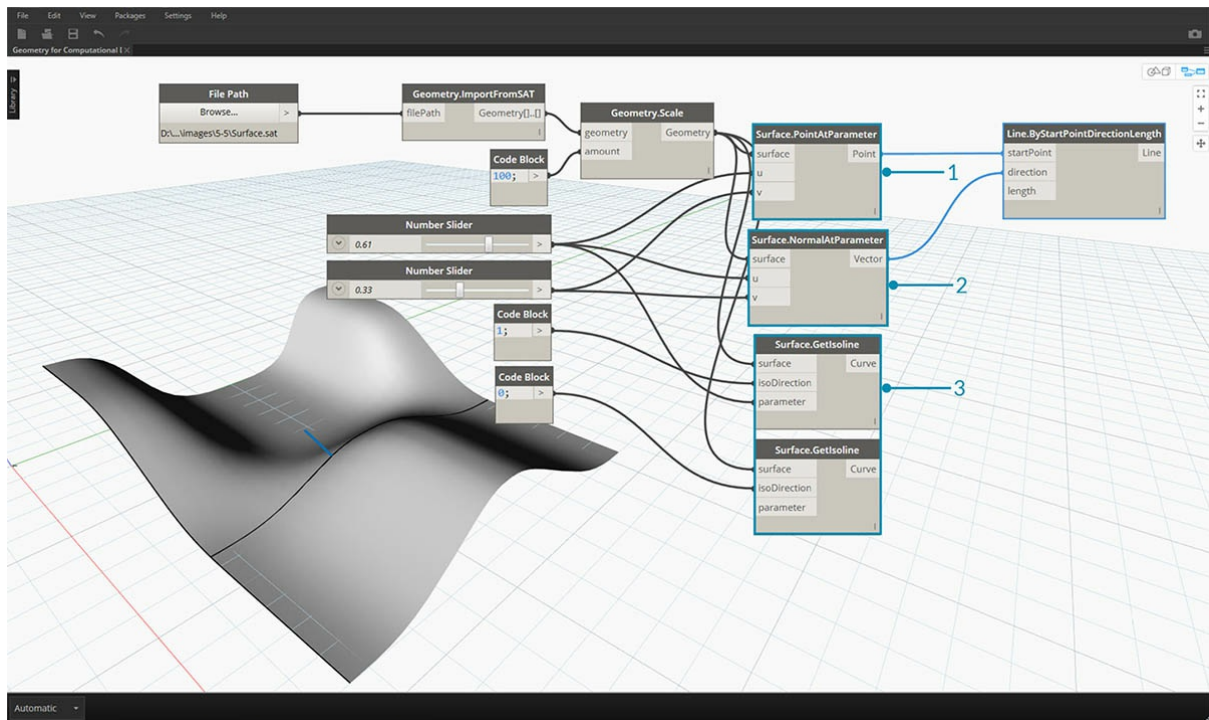 File Edit View Packages Settings Help
Geometry for Computational
Library
File Path
Browse... >
D:\...\images\5-5\Surface.sat
Geometry.ImportFromSAT
filePath Geometry[]..[]
Geometry.Scale
geometry Geometry
amount
Code Block
100; >
Number Slider
0.61 >
Number Slider
0.33 >
Code Block
1; >
Code Block
0; >
Surface.PointAtParameter
surface Point
u
v
1
Surface.NormalAtParameter
surface Vector
u
v
2
Surface.GetIsoline
surface Curve
isoDirection
parameter
3
Surface.GetIsoline
surface Curve
isoDirection
parameter
Line.ByStartPointDirectionLength
startPoint Line
direction
length
Automatic